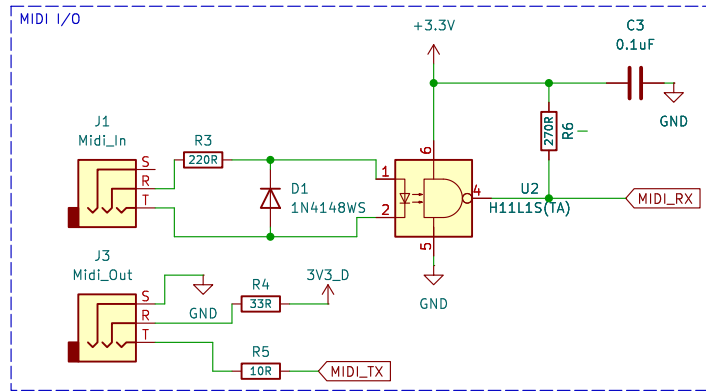 MIDI I/O
+3.3V
C3
0.1uF
GND
J1
Midi_In
S
R
T
R3
220R
D1
1N4148WS
1
2
6
5
4
U2
H11L1S(TA)
270R
R6
MIDI_RX
GND
J3
Midi_Out
S
R
T
GND
R4
33R
3V3_D
R5
10R
MIDI_TX